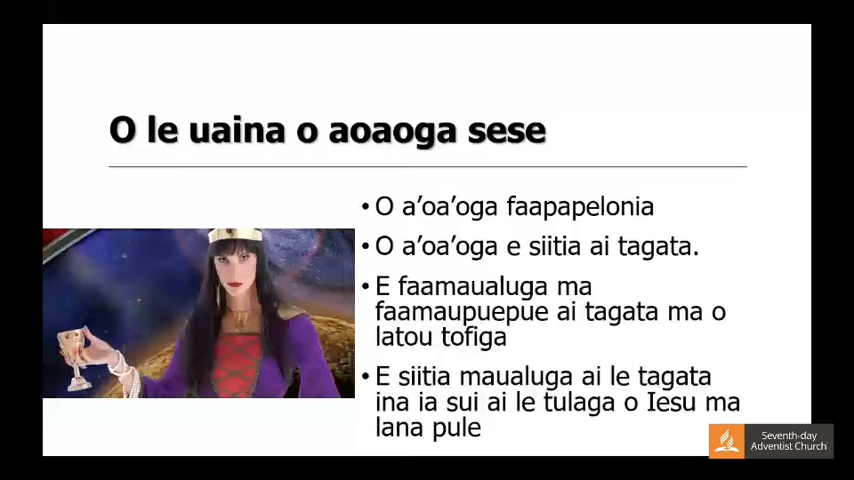 O le uaina o aoaoga sese
• O a’oa’oga faapapelonia
• O a’oa’oga e siitia ai tagata.
• E faamaualuga ma
faamaupuepue ai tagata ma o
latou tofiga
• E siitia maualuga ai le tagata
ina ia sui ai le tulaga o Iesu ma
lana pule
Seventh-day
Adventist Church